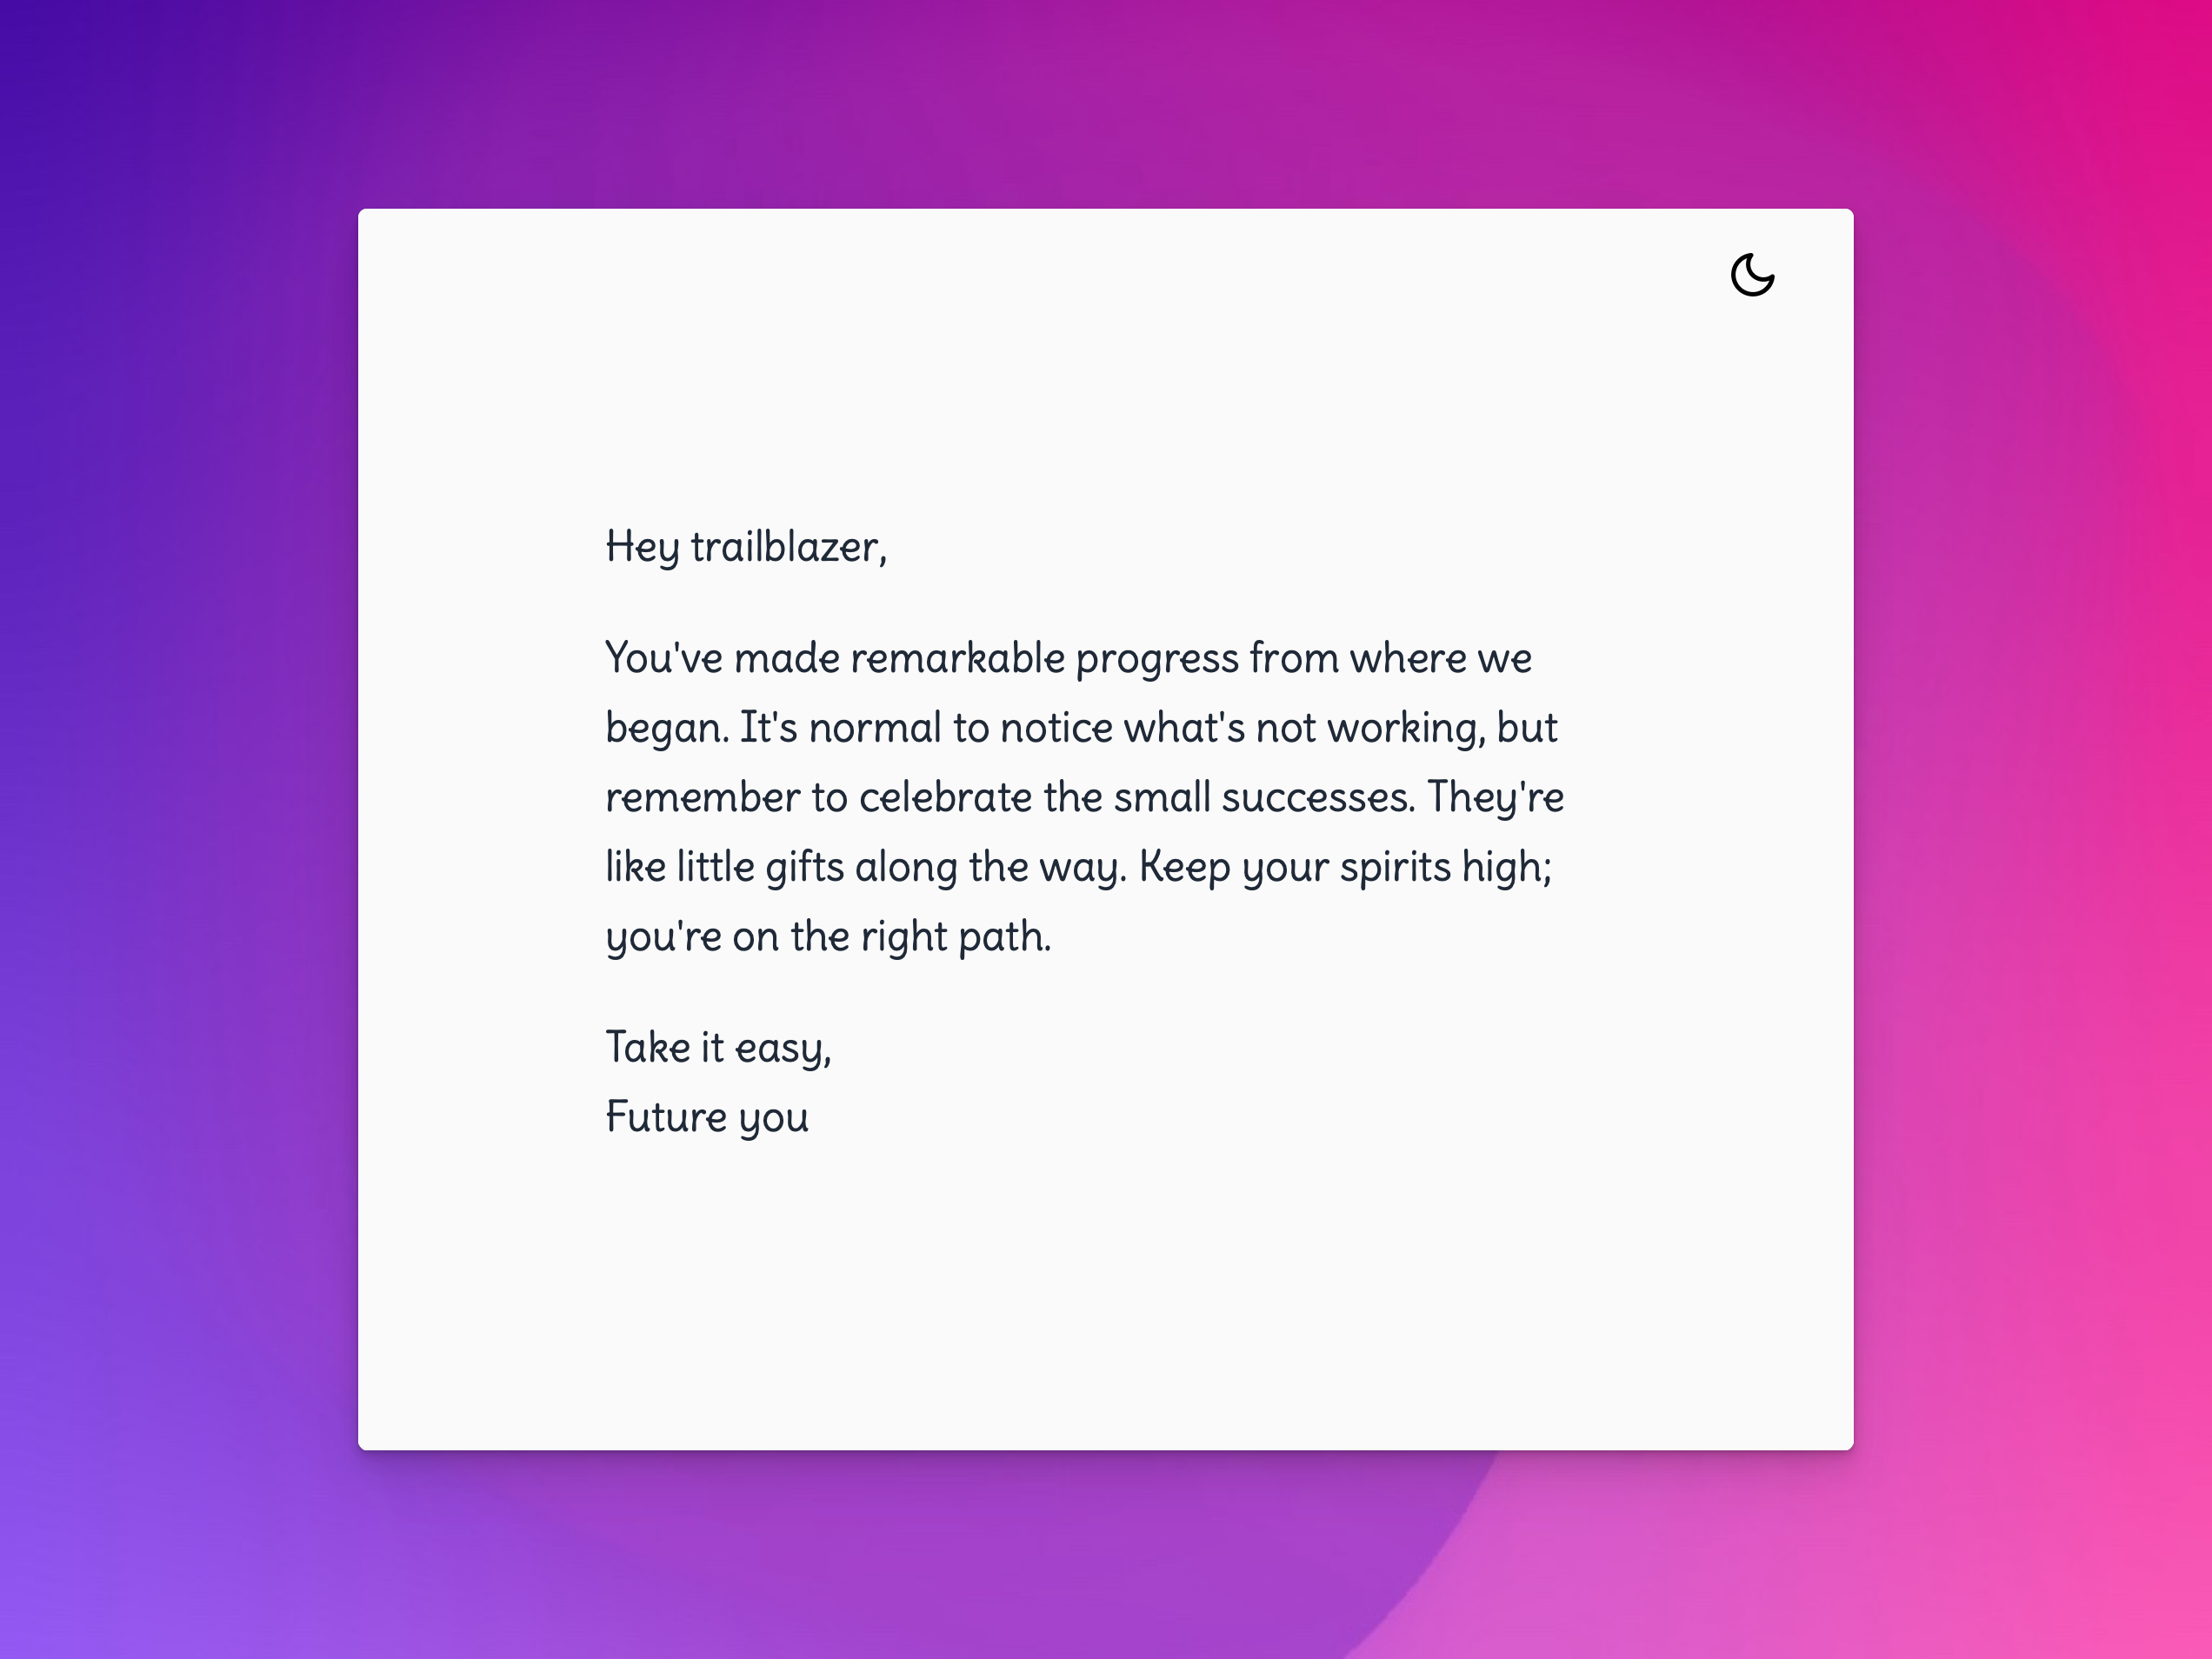 Hey trailblazer,
You've made remarkable progress from where we
began. It's normal to notice what's not working, but
remember to celebrate the small successes. They're
like little gifts along the way. Keep your spirits high;
you're on the right path.
Take it easy,
Future you